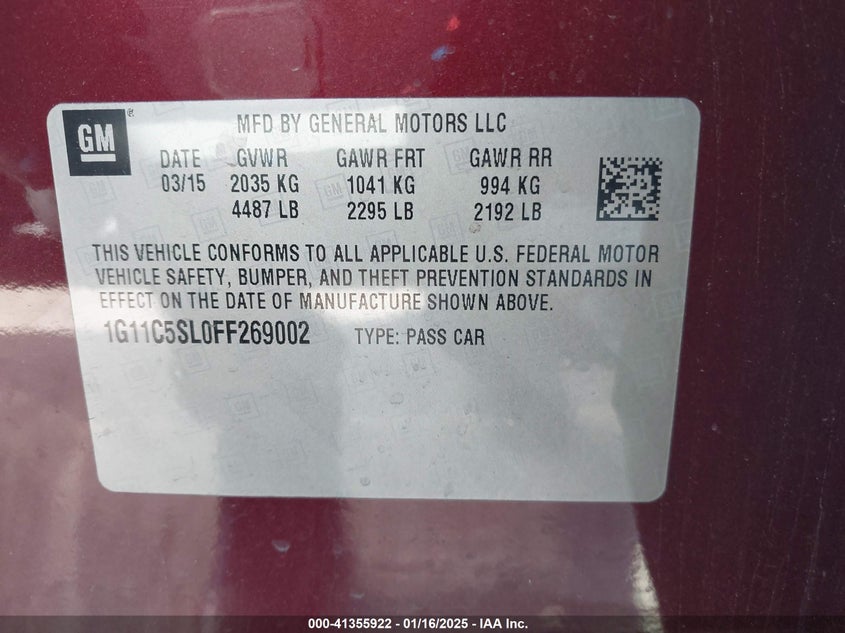 GM
MFD BY GENERAL MOTORS LLC
DATE GVWR GAWR FRT GAWR RR
03/15 2035 KG 1041 KG 994 KG
4487 LB 2295 LB 2192 LB
THIS VEHICLE CONFORMS TO ALL APPLICABLE U.S. FEDERAL MOTOR
VEHICLE SAFETY, BUMPER, AND THEFT PREVENTION STANDARDS IN
EFFECT ON THE DATE OF MANUFACTURE SHOWN ABOVE.
1G11C5SL0FF269002 TYPE: PASS CAR
000-41355922 - 01/16/2025 - IAA Inc.